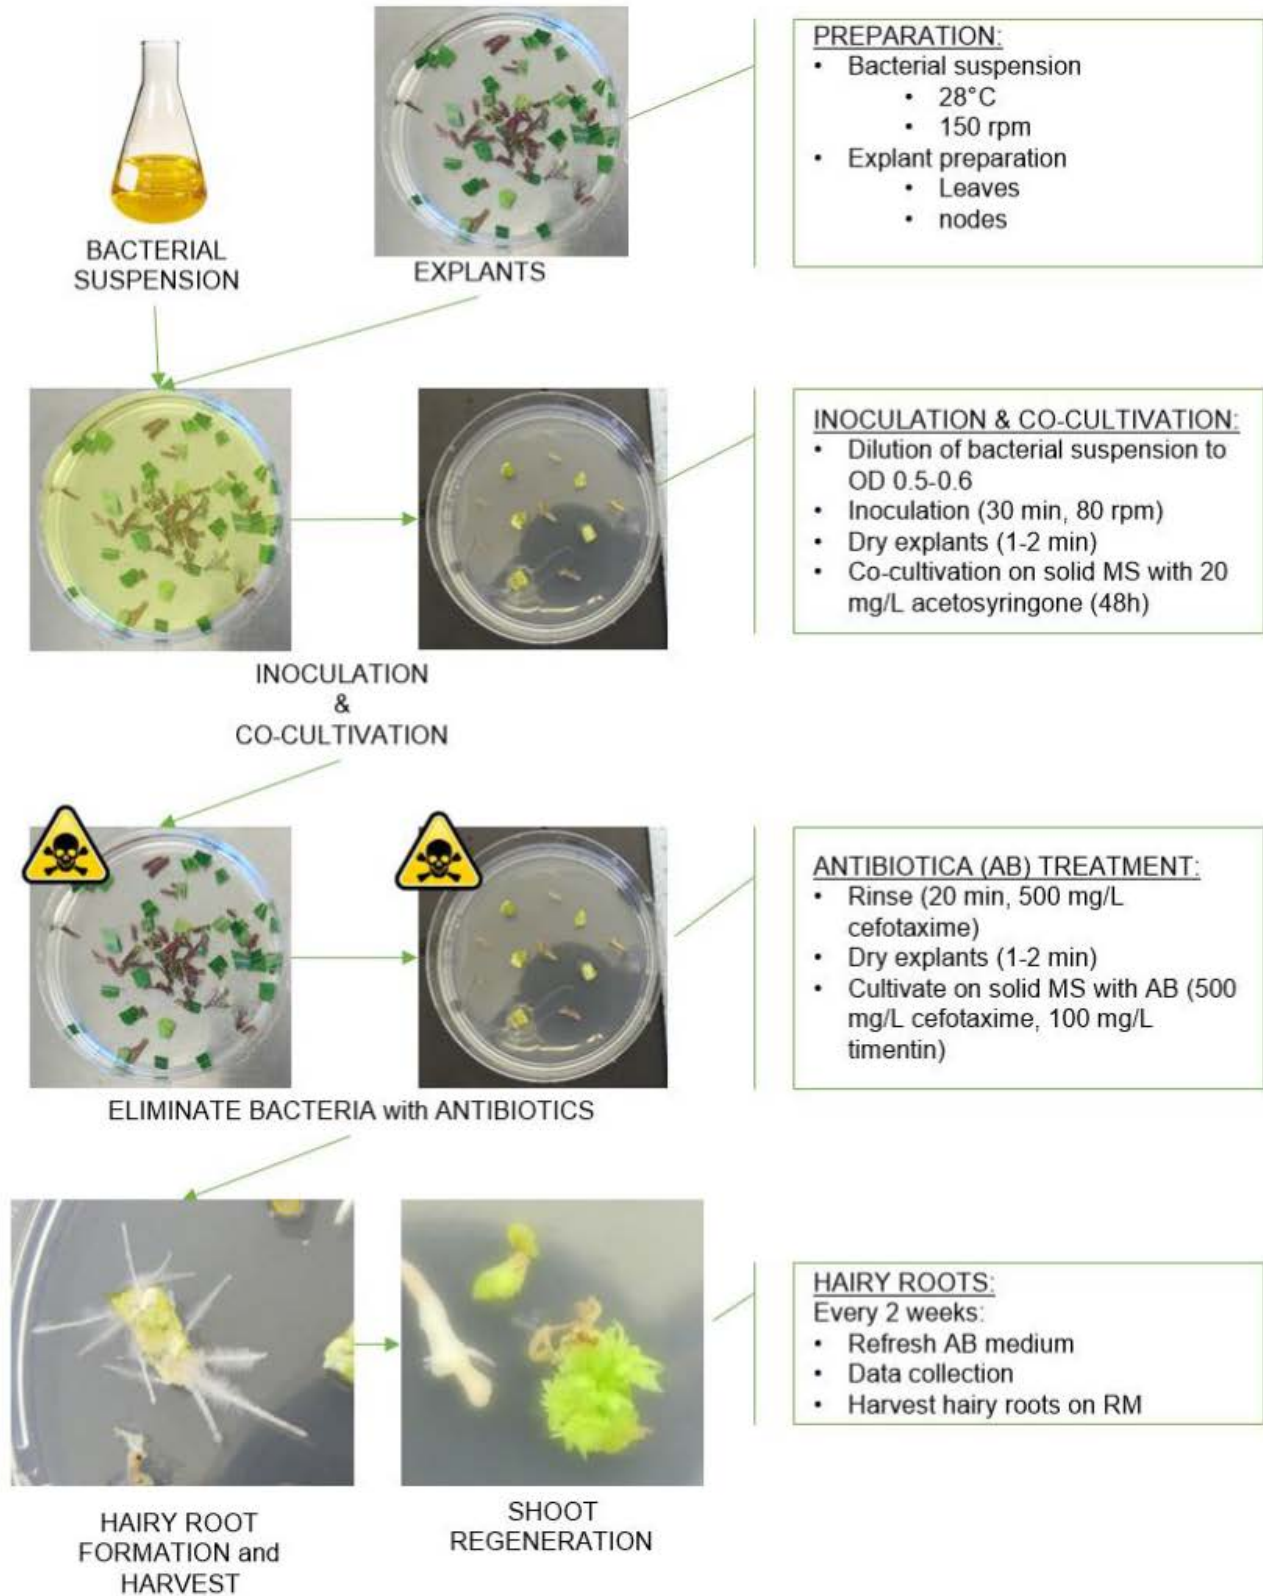 BACTERIAL
SUSPENSION
EXPLANTS
PREPARATION:
• Bacterial suspension
• 28°C
• 150 rpm
• Explant preparation
• Leaves
• nodes
INOCULATION
&
CO-CULTIVATION
INOCULATION & CO-CULTIVATION:
• Dilution of bacterial suspension to
OD 0.5-0.6
• Inoculation (30 min, 80 rpm)
• Dry explants (1-2 min)
• Co-cultivation on solid MS with 20
mg/L acetosyringone (48h)
ELIMINATE BACTERIA with ANTIBIOTICS
ANTIBIOTICA (AB) TREATMENT:
• Rinse (20 min, 500 mg/L
cefotaxime)
• Dry explants (1-2 min)
• Cultivate on solid MS with AB (500
mg/L cefotaxime, 100 mg/L
timentin)
HAIRY ROOT
FORMATION and
HARVEST
SHOOT
REGENERATION
HAIRY ROOTS:
Every 2 weeks:
• Refresh AB medium
• Data collection
• Harvest hairy roots on RM